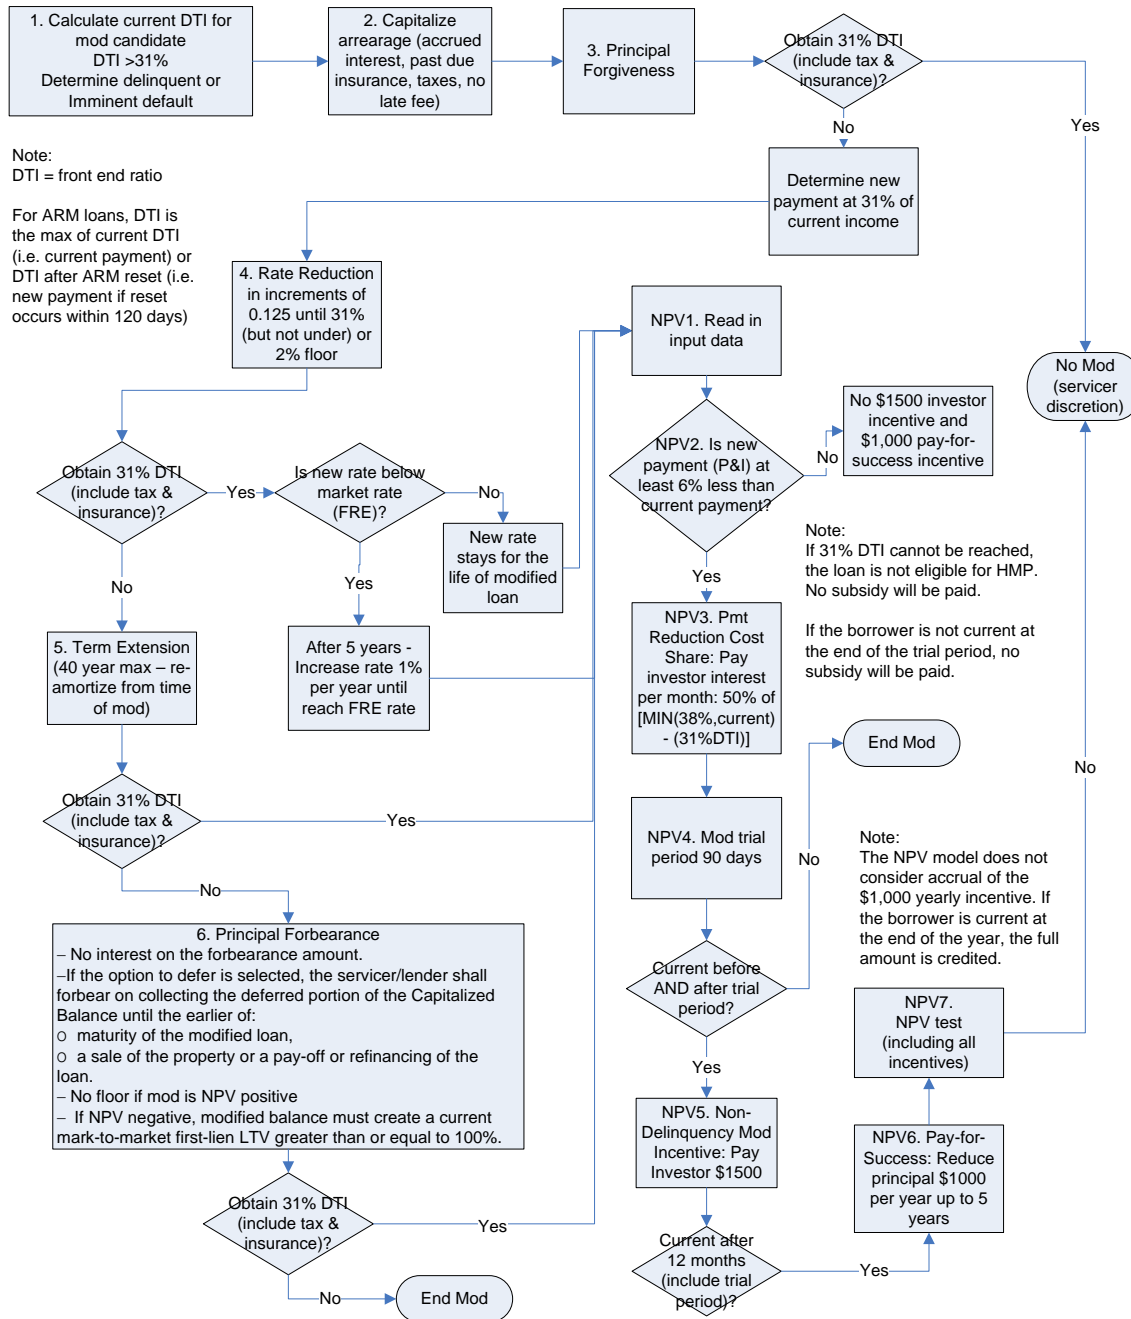 1. Calculate current DTI for
mod candidate
DTI >31%
Determine delinquent or
Imminent default
2. Capitalize
arrearage (accrued
interest, past due
insurance, taxes, no
late fee)
3. Principal
Forgiveness
Obtain 31% DTI
(include tax &
insurance)?
Yes
No
Note:
DTI = front end ratio
For ARM loans, DTI is
the max of current DTI
(i.e. current payment) or
DTI after ARM reset (i.e.
new payment if reset
occurs within 120 days)
Determine new
payment at 31% of
current income
4. Rate Reduction
in increments of
0.125 until 31%
(but not under) or
2% floor
NPV1. Read in
input data
No Mod
(servicer
discretion)
Obtain 31% DTI
(include tax &
insurance)?
Yes
Is new rate below
market rate
(FRE)?
No
New rate
stays for the
life of modified
loan
NPV2. Is new
payment (P&I) at
least 6% less than
current payment?
No
No $1500 investor
incentive and
$1,000 pay-for-
success incentive
Note:
If 31% DTI cannot be reached,
the loan is not eligible for HMP.
No subsidy will be paid.
If the borrower is not current at
the end of the trial period, no
subsidy will be paid.
No
Yes
Yes
5. Term Extension
(40 year max – re-
amortize from time
of mod)
After 5 years -
Increase rate 1%
per year until
reach FRE rate
NPV3. Pmt
Reduction Cost
Share: Pay
investor interest
per month: 50% of
[MIN(38%,current)
- (31%DTI)]
End Mod
No
Obtain 31% DTI
(include tax &
insurance)?
Yes
No
NPV4. Mod trial
period 90 days
No
Note:
The NPV model does not
consider accrual of the
$1,000 yearly incentive. If
the borrower is current at
the end of the year, the full
amount is credited.
6. Principal Forbearance
– No interest on the forbearance amount.
–If the option to defer is selected, the servicer/lender shall
forbear on collecting the deferred portion of the Capitalized
Balance until the earlier of:
o maturity of the modified loan,
o a sale of the property or a pay-off or refinancing of the
loan.
– No floor if mod is NPV positive
– If NPV negative, modified balance must create a current
mark-to-market first-lien LTV greater than or equal to 100%.
Current before
AND after trial
period?
Yes
NPV7.
NPV test
(including all
incentives)
NPV5. Non-
Delinquency Mod
Incentive: Pay
Investor $1500
NPV6. Pay-for-
Success: Reduce
principal $1000
per year up to 5
years
Obtain 31% DTI
(include tax &
insurance)?
Yes
Current after
12 months
(include trial
period)?
Yes
No
End Mod